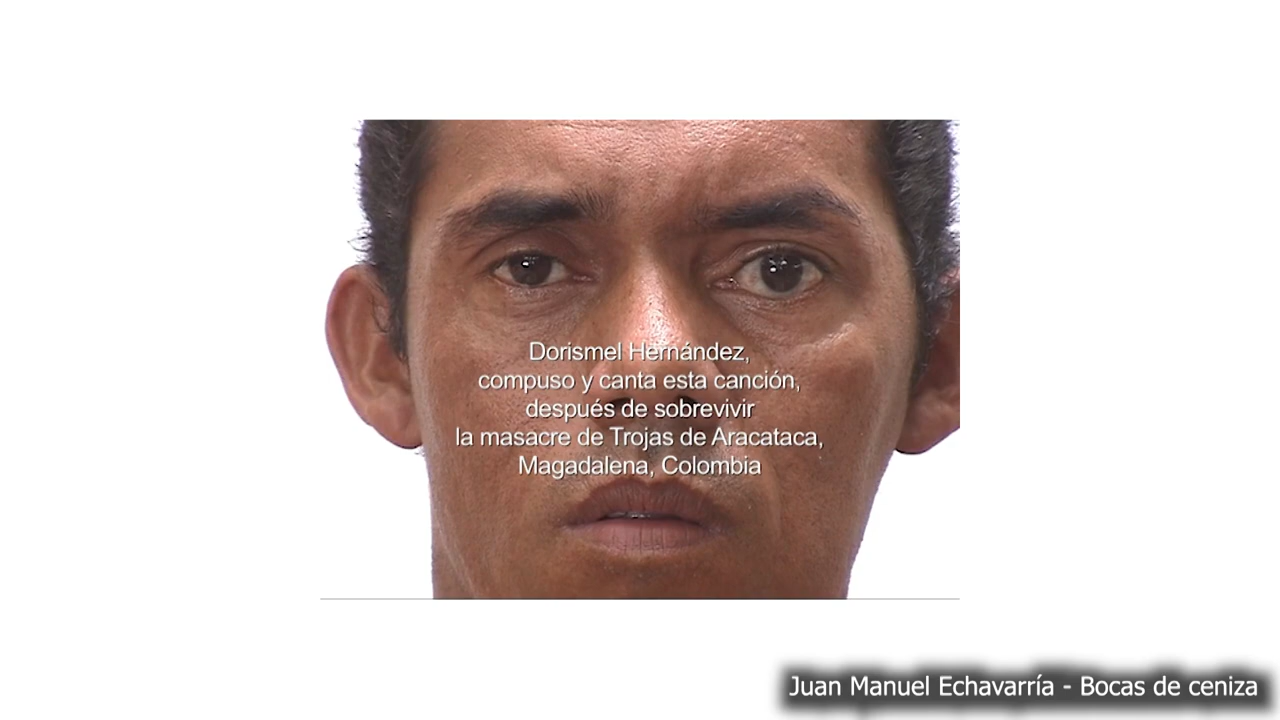 Dorismel Hernández,
compuso y canta esta canción,
después de sobrevivir
la masacre de Trojas de Aracataca,
Magadalena, Colombia
Juan Manuel Echavarría - Bocas de ceniza